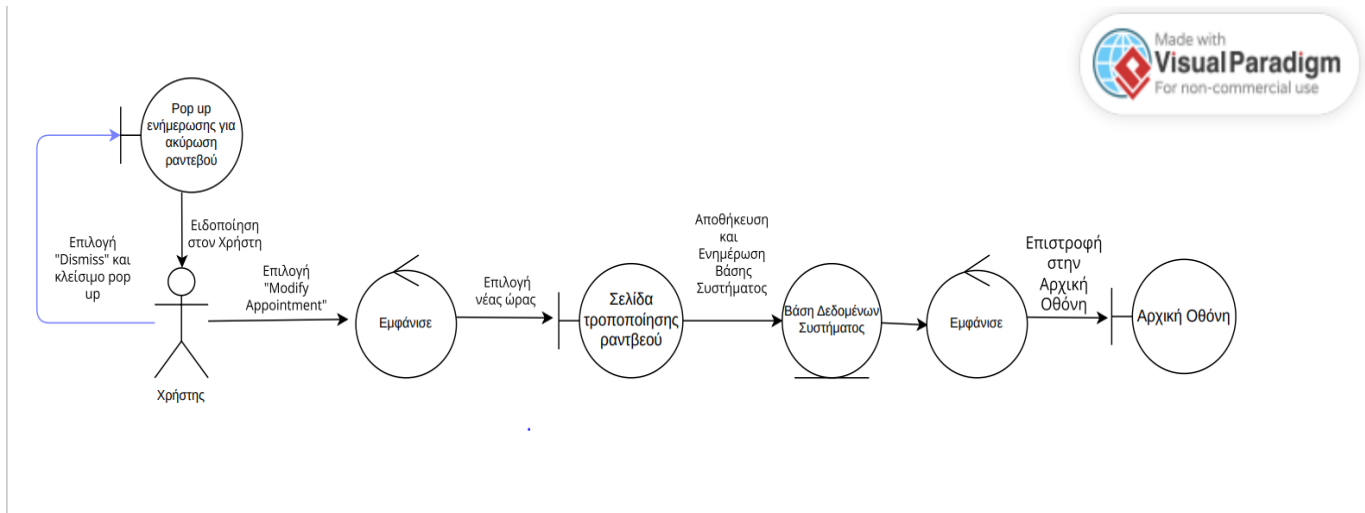 Made with
Visual Paradigm
For non-commercial use
Pop up
ενήμερωσης για
ακύρωση
ραντεβού
Ειδοποίηση
στον Χρήστη
Επιλογή
"Dismiss" και
κλείσιμο pop
up
Χρήστης
Επιλογή
"Modify
Appointment"
Εμφάνισε
Επιλογή
νέας ώρας
Σελίδα
τροποποίησης
ραντβεού
Αποθήκευση
και
Ενημέρωση
Βάσης
Συστήματος
Βάση Δεδομένων
Συστήματος
Εμφάνισε
Επιστροφή
στην
Αρχική
Οθόνη
Αρχική Οθόνη